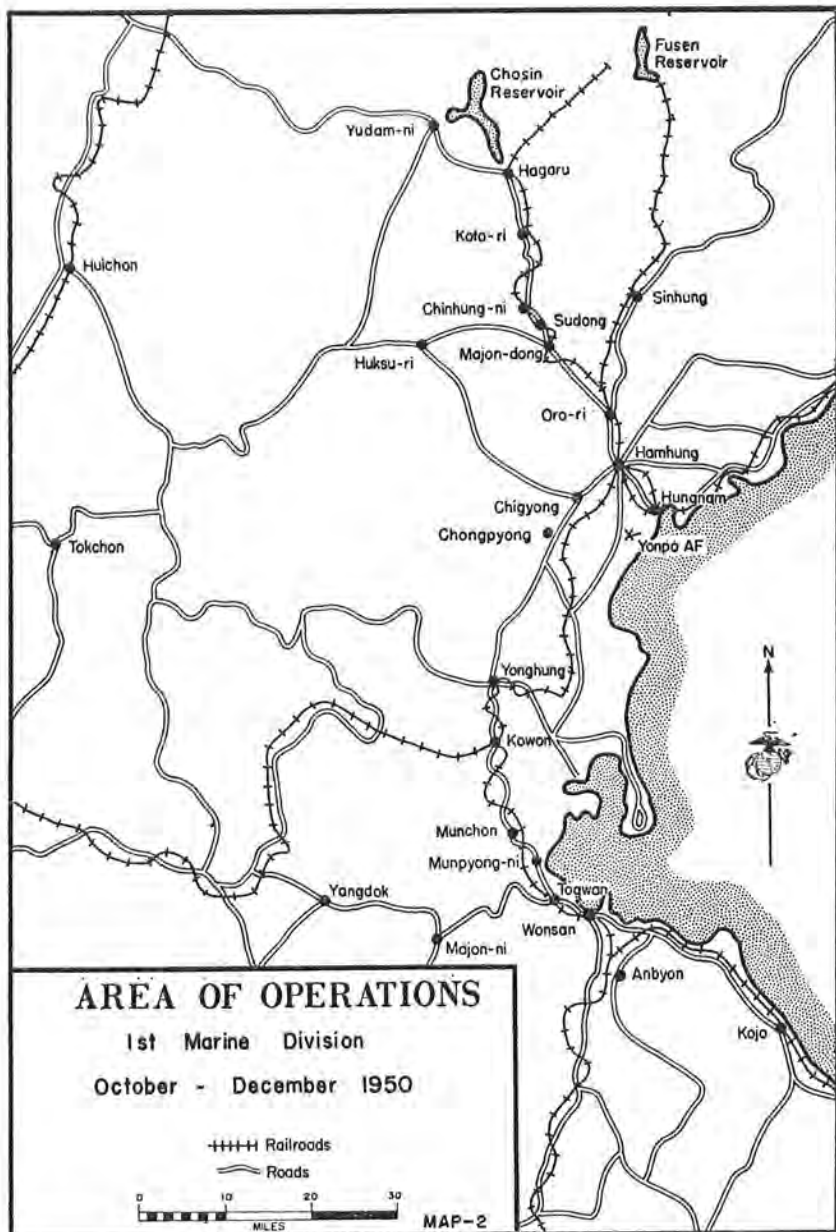 Fusen
Reservoir
Chosin
Reservoir
Yudam-ni
Hagaru
Koto-ri
Huichon
Sinhung
Chinhung-ni
Sudong
Huksu-ri
Majon-dong
Oro-ri
Hamhung
Hungnam
Chigyong
Chongpyong
Yonpo AF
Tokchon
N
Yonghung
Kowon
Munchon
Munpyong-ni
Togwan
Yangdok
Wonsan
Majon-ni
Anbyon
Kojo
AREA OF OPERATIONS
1st Marine Division
October - December 1950
Railroads
Roads
0 10 20 30
MILES
MAP-2